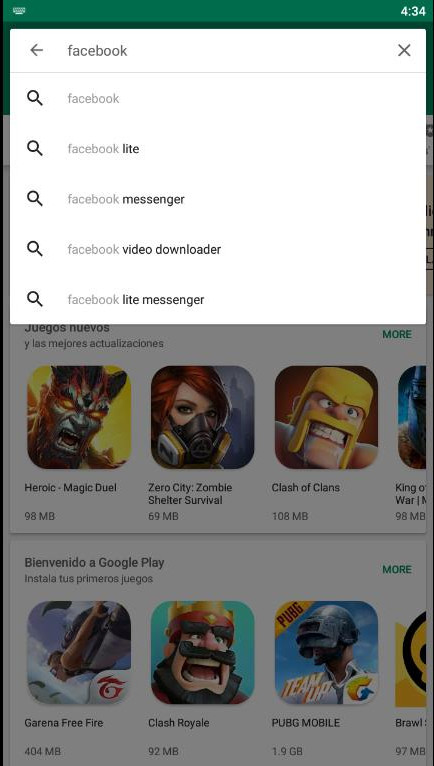 4:34
facebook
facebook
facebook lite
facebook messenger
facebook video downloader
facebook lite messenger
Juegos nuevos
y las mejores actualizaciones
MORE
Heroic - Magic Duel
98 MB
Zero City: Zombie
Shelter Survival
69 MB
Clash of Clans
108 MB
King o
War | M
98 MB
Bienvenido a Google Play
Instala tus primeros juegos
MORE
PUBG
TEAM UP
Garena Free Fire
404 MB
Clash Royale
92 MB
PUBG MOBILE
1.9 GB
Brawl
97 MB